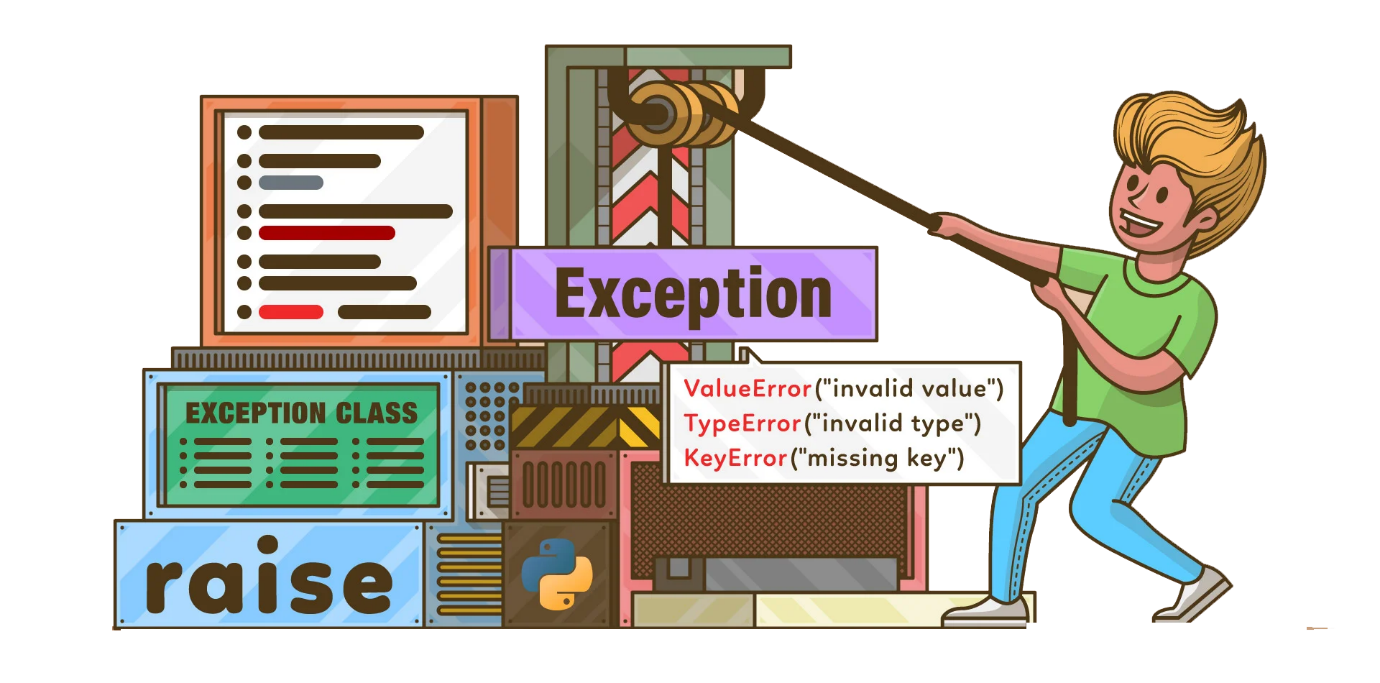 Exception
ValueError("invalid value")
TypeError("invalid type")
KeyError("missing key")
EXCEPTION CLASS
raise